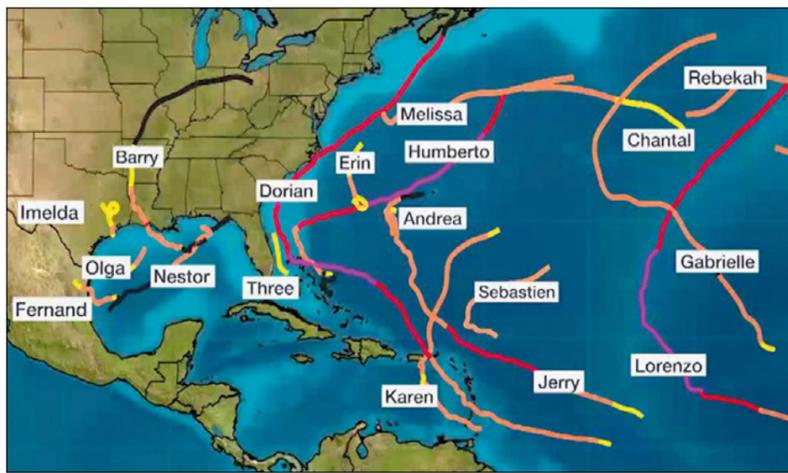 Rebekah
Melissa
Chantal
Barry
Erin
Humberto
Dorian
Imelda
Andrea
Gabrielle
Olga
Nestor
Three
Sebastien
Fernand
Lorenzo
Jerry
Karen